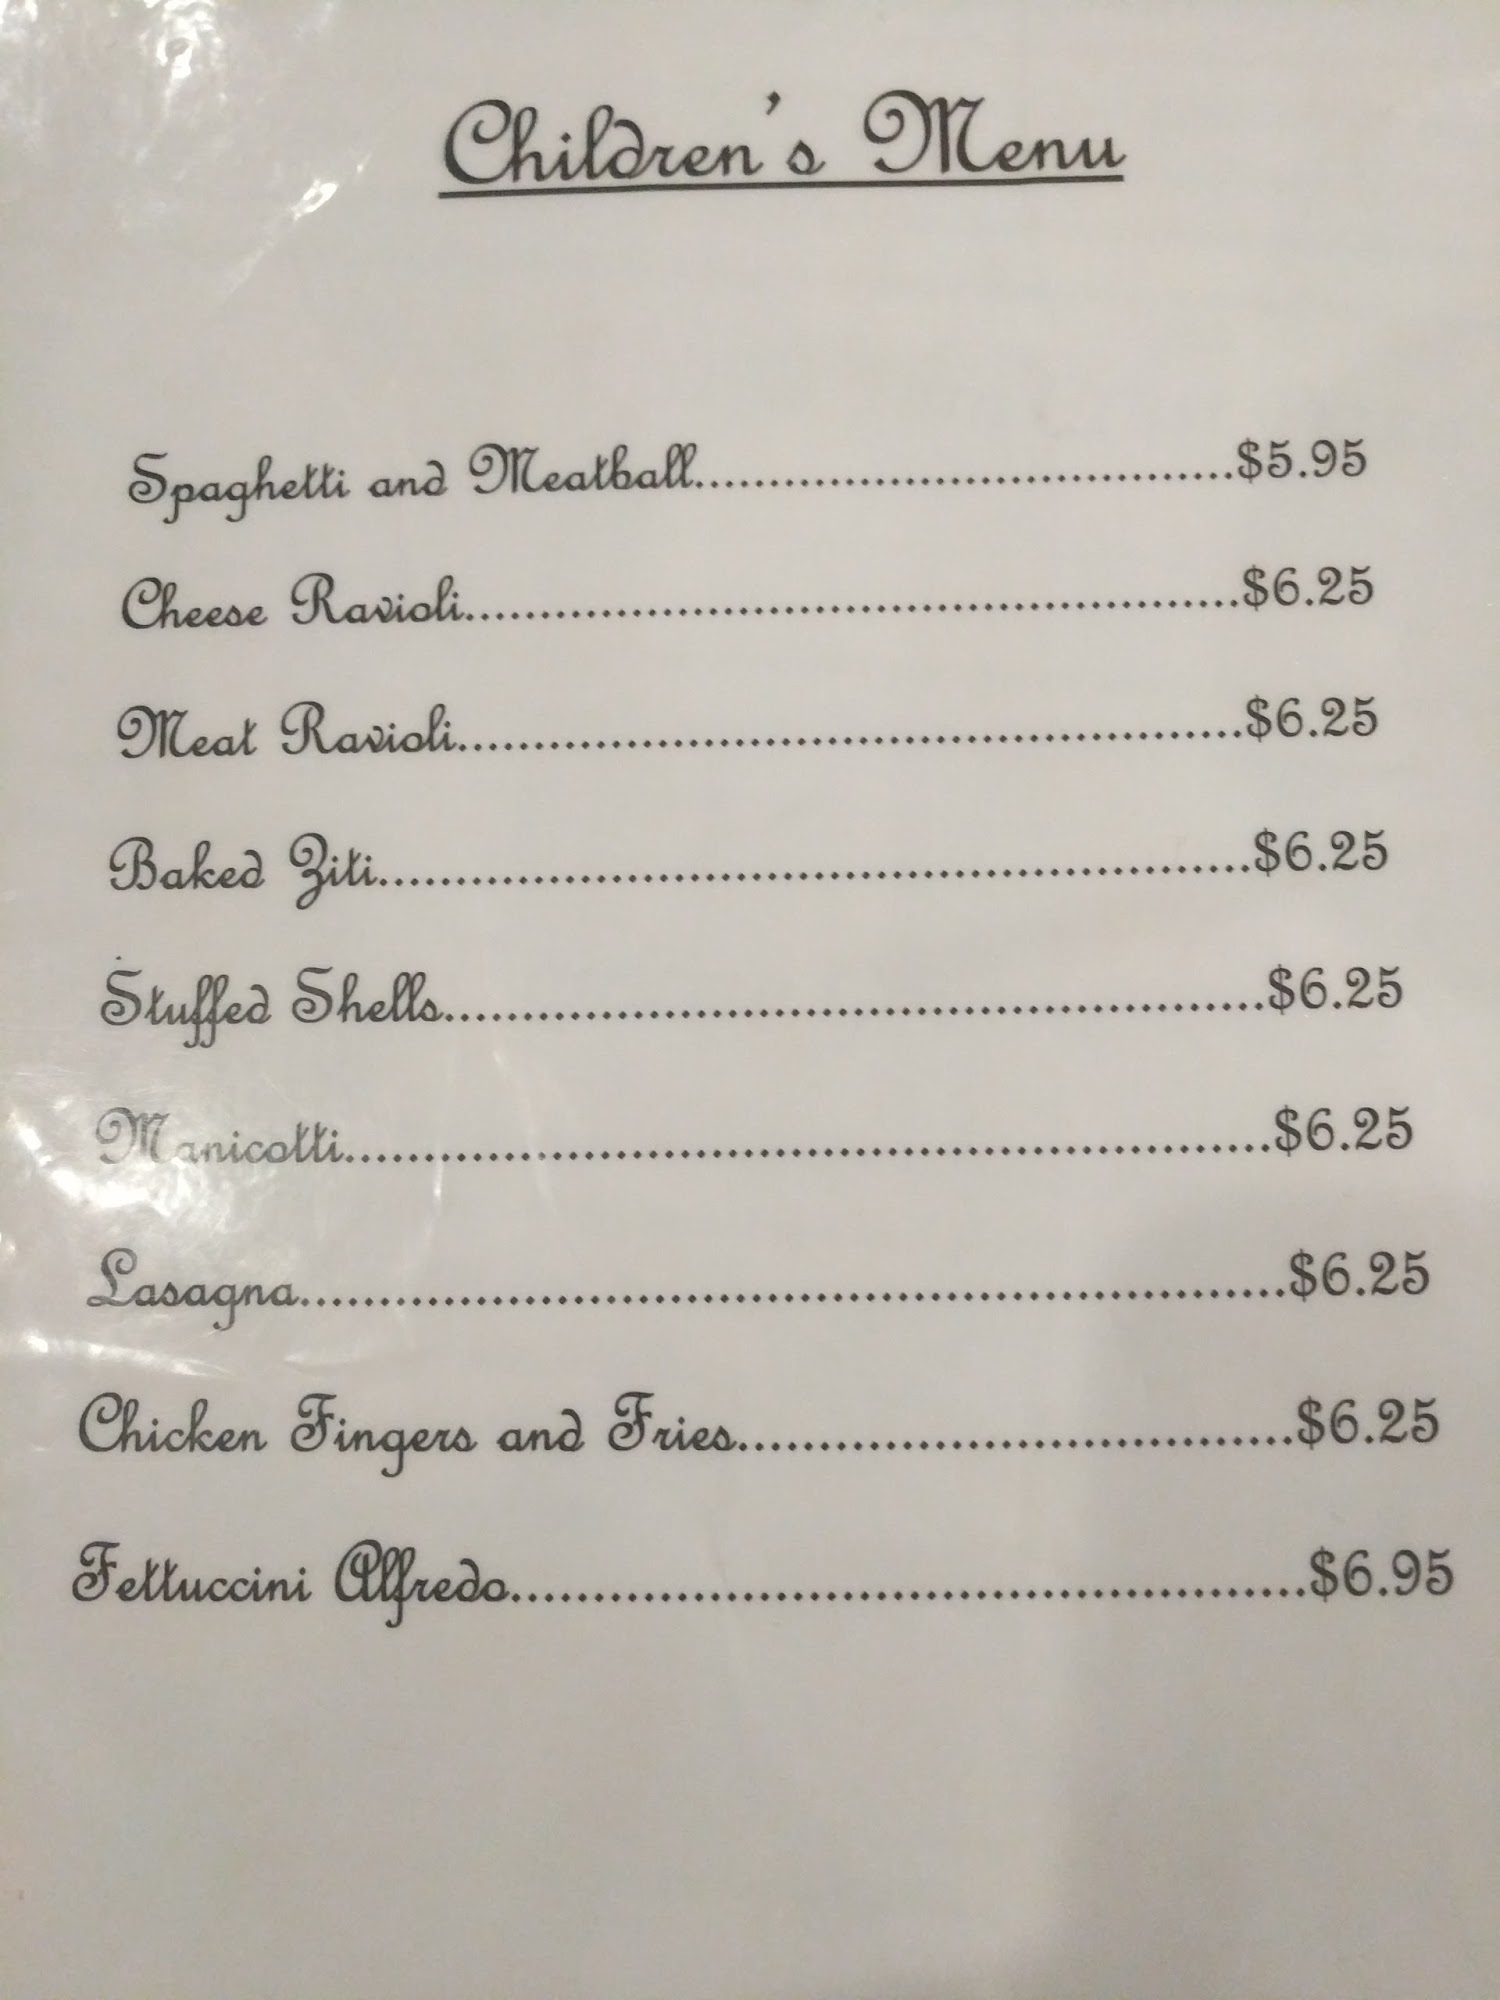 Children's Menu
Spaghetti and Meatball....................................$5.95
Cheese Ravioli....................................................$6.25
Meat Ravioli.....................................................$6.25
Baked Ziti..........................................................$6.25
Stuffed Shells......................................................$6.25
Manicotti............................................................$6.25
Lasagna...............................................................$6.25
Chicken Fingers and Fries....................................$6.25
Fettuccini Alfredo..................................................$6.95